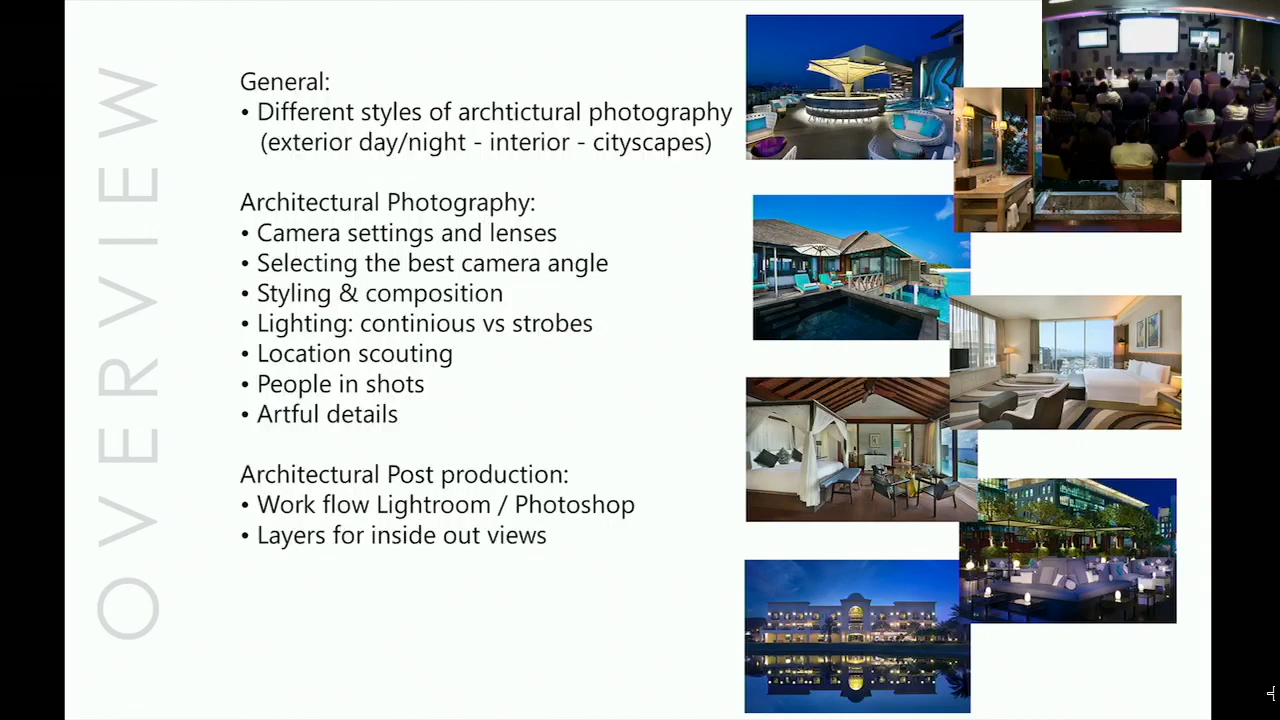 OVERVIEW
General:
• Different styles of archtictural photography
(exterior day/night - interior - cityscapes)
Architectural Photography:
• Camera settings and lenses
• Selecting the best camera angle
• Styling & composition
• Lighting: continious vs strobes
• Location scouting
• People in shots
• Artful details
Architectural Post production:
• Work flow Lightroom / Photoshop
• Layers for inside out views